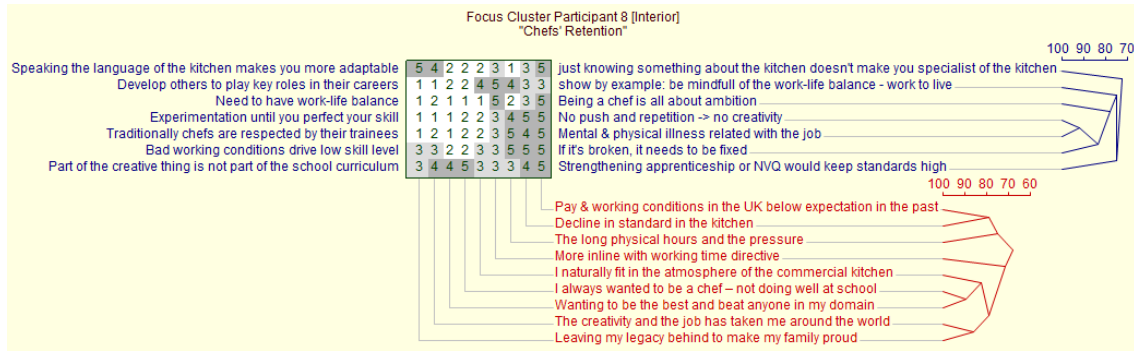 Focus Cluster Participant 8 [Interior]
"Chefs' Retention"
100 90 80 70
Speaking the language of the kitchen makes you more adaptable 5 4 2 2 2 3 1 3 5 just knowing something about the kitchen doesn't make you specialist of the kitchen
Develop others to play key roles in their careers 1 1 2 2 4 5 4 3 3 show by example: be mindfull of the work-life balance - work to live
Need to have work-life balance 1 2 1 1 1 5 2 3 5 Being a chef is all about ambition
Experimentation until you perfect your skill 1 1 1 2 2 3 4 5 5 No push and repetition -> no creativity
Traditionally chefs are respected by their trainees 1 2 1 2 2 3 5 4 5 Mental & physical illness related with the job
Bad working conditions drive low skill level 3 3 2 2 3 3 5 5 5 If it's broken, it needs to be fixed
Part of the creative thing is not part of the school curriculum 3 4 4 5 3 3 3 4 5 Strengthening apprenticeship or NVQ would keep standards high
100 90 80 70 60
Pay & working conditions in the UK below expectation in the past
Decline in standard in the kitchen
The long physical hours and the pressure
More inline with working time directive
I naturally fit in the atmosphere of the commercial kitchen
I always wanted to be a chef – not doing well at school
Wanting to be the best and beat anyone in my domain
The creativity and the job has taken me around the world
Leaving my legacy behind to make my family proud